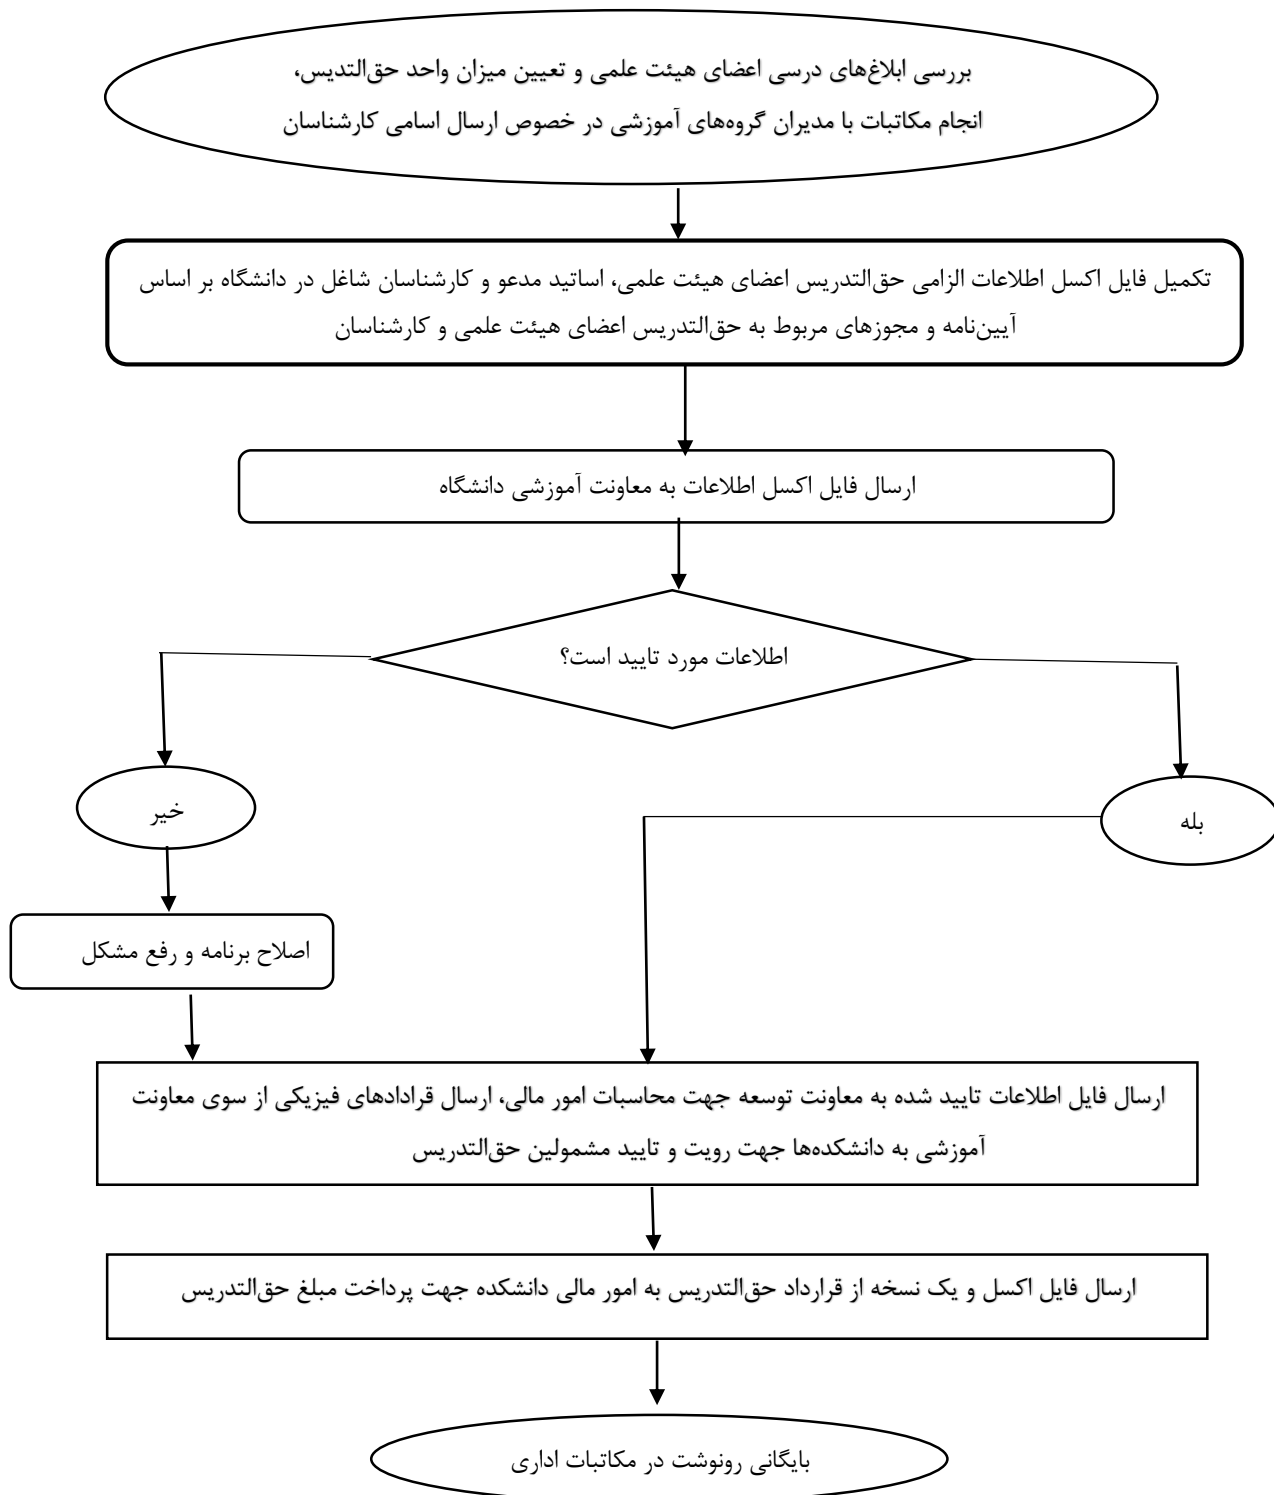 بررسی ابلاغ‌های درسی اعضای هیئت علمی و تعیین میزان واحد حق‌التدیس،
انجام مکاتبات با مدیران گروه‌های آموزشی در خصوص ارسال اسامی کارشناسان
تکمیل فایل اکسل اطلاعات الزامی حق‌التدریس اعضای هیئت علمی، اساتید مدعو و کارشناسان شاغل در دانشگاه بر اساس
آیین‌نامه و مجوزهای مربوط به حق‌التدریس اعضای هیئت علمی و کارشناسان
ارسال فایل اکسل اطلاعات به معاونت آموزشی دانشگاه
اطلاعات مورد تایید است؟
خیر
بله
اصلاح برنامه و رفع مشکل
ارسال فایل اطلاعات تایید شده به معاونت توسعه جهت محاسبات امور مالی، ارسال قرادادهای فیزیکی از سوی معاونت
آموزشی به دانشکده‌ها جهت رویت و تایید مشمولین حق‌التدریس
ارسال فایل اکسل و یک نسخه از قرارداد حق‌التدریس به امور مالی دانشکده جهت پرداخت مبلغ حق‌التدریس
بایگانی رونوشت در مکاتبات اداری